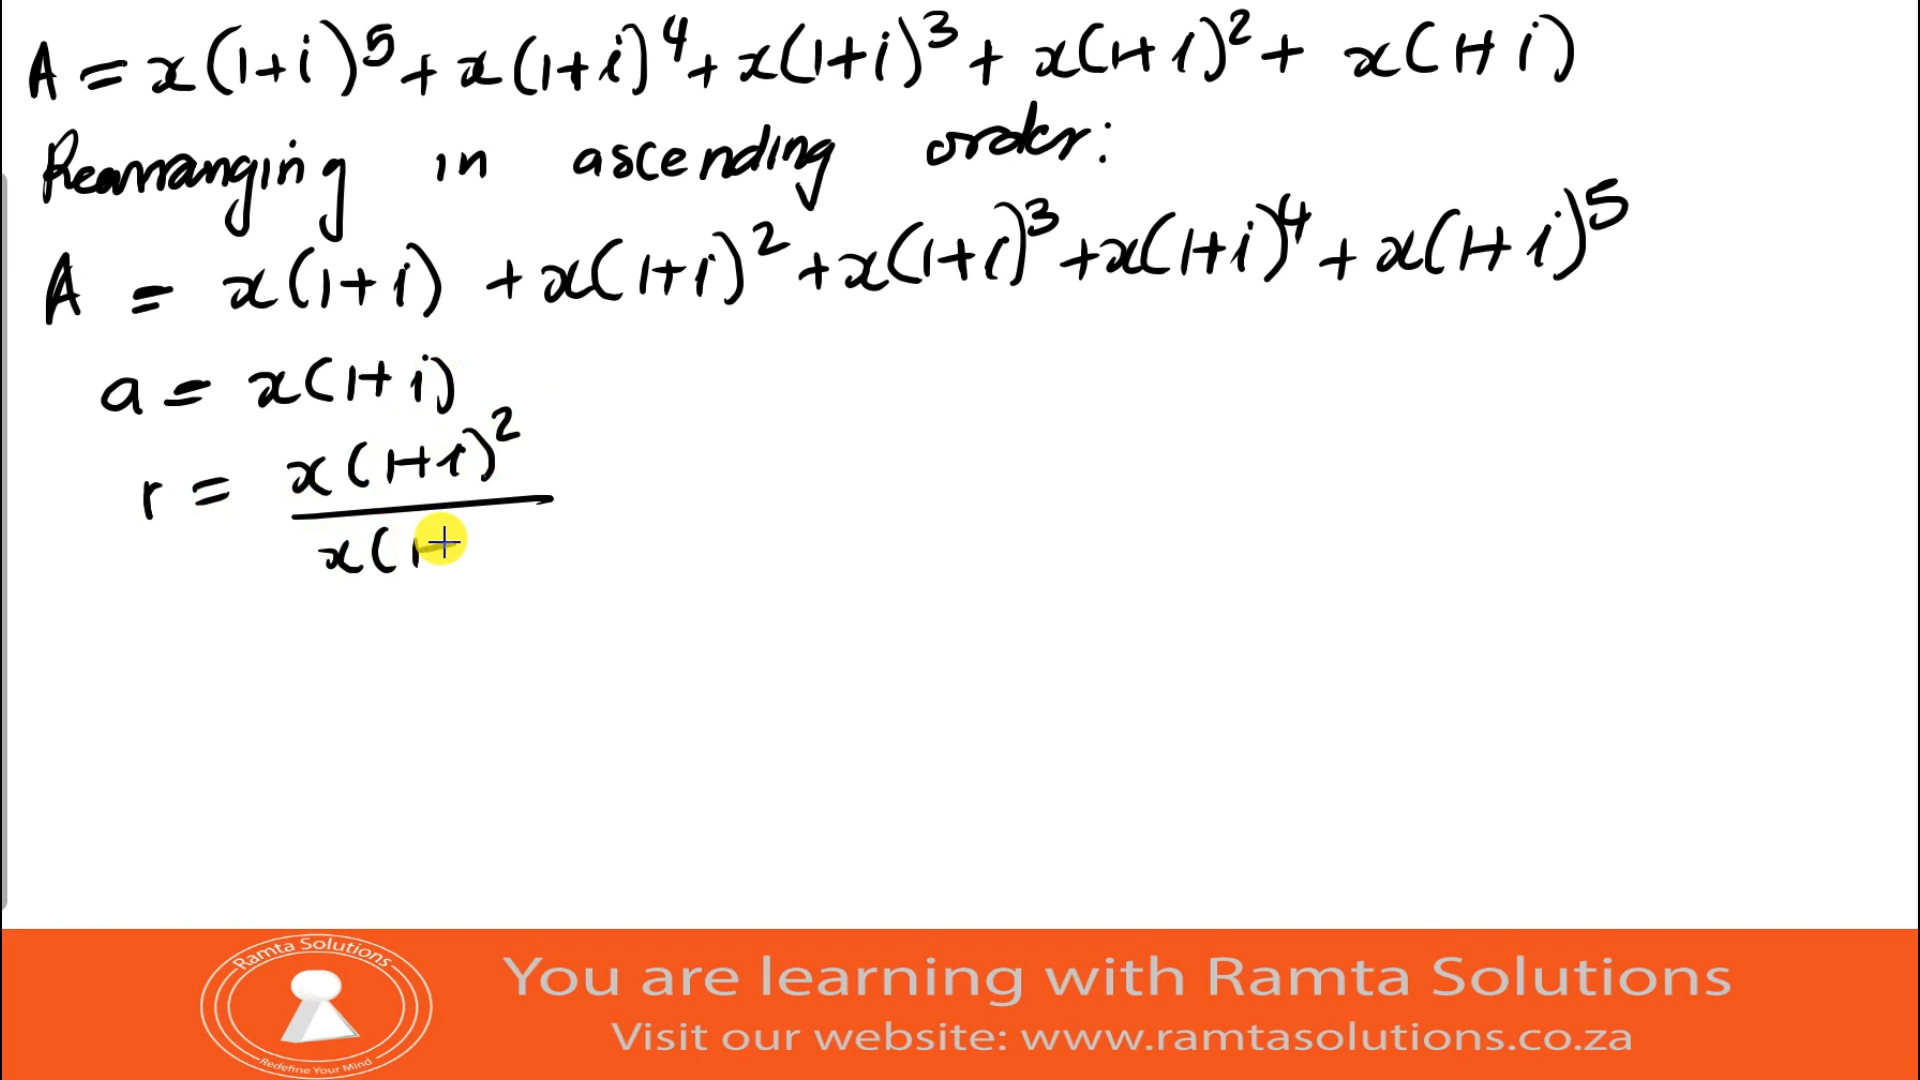 A = x(1+i)^5 + x(1+i)^4 + x(1+i)^3 + x(1+i)^2 + x(1+i)
Rearranging in ascending order:
A = x(1+i) + x(1+i)^2 + x(1+i)^3 + x(1+i)^4 + x(1+i)^5
a = x(1+i)
r = x(1+i)^2
x(1+
Ramta Solutions
Redefine Your Mind
You are learning with Ramta Solutions
Visit our website: www.ramtasolutions.co.za